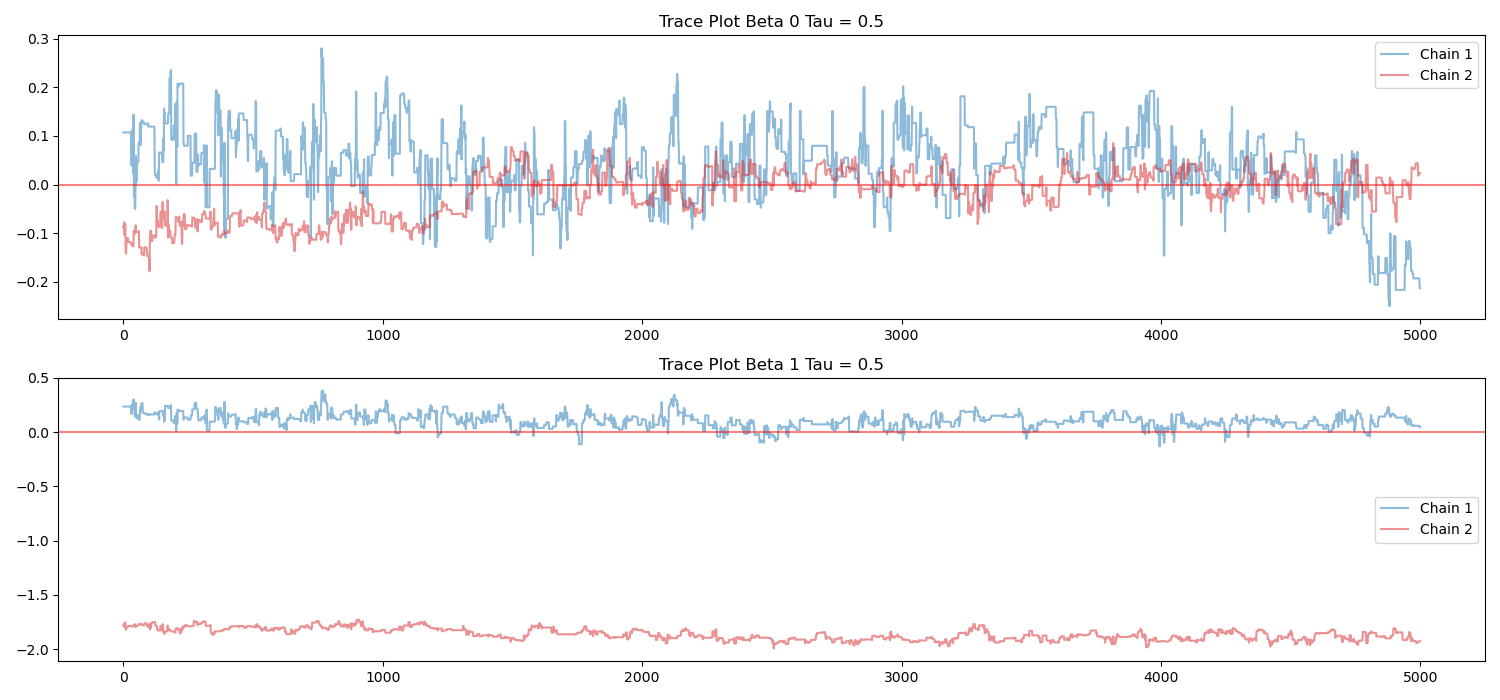 Trace Plot Beta 0 Tau = 0.5
0.3
0.2
0.1
0.0
−0.1
−0.2
Chain 1
Chain 2
0 1000 2000 3000 4000 5000
Trace Plot Beta 1 Tau = 0.5
0.5
0.0
−0.5
−1.0
−1.5
−2.0
Chain 1
Chain 2
0 1000 2000 3000 4000 5000